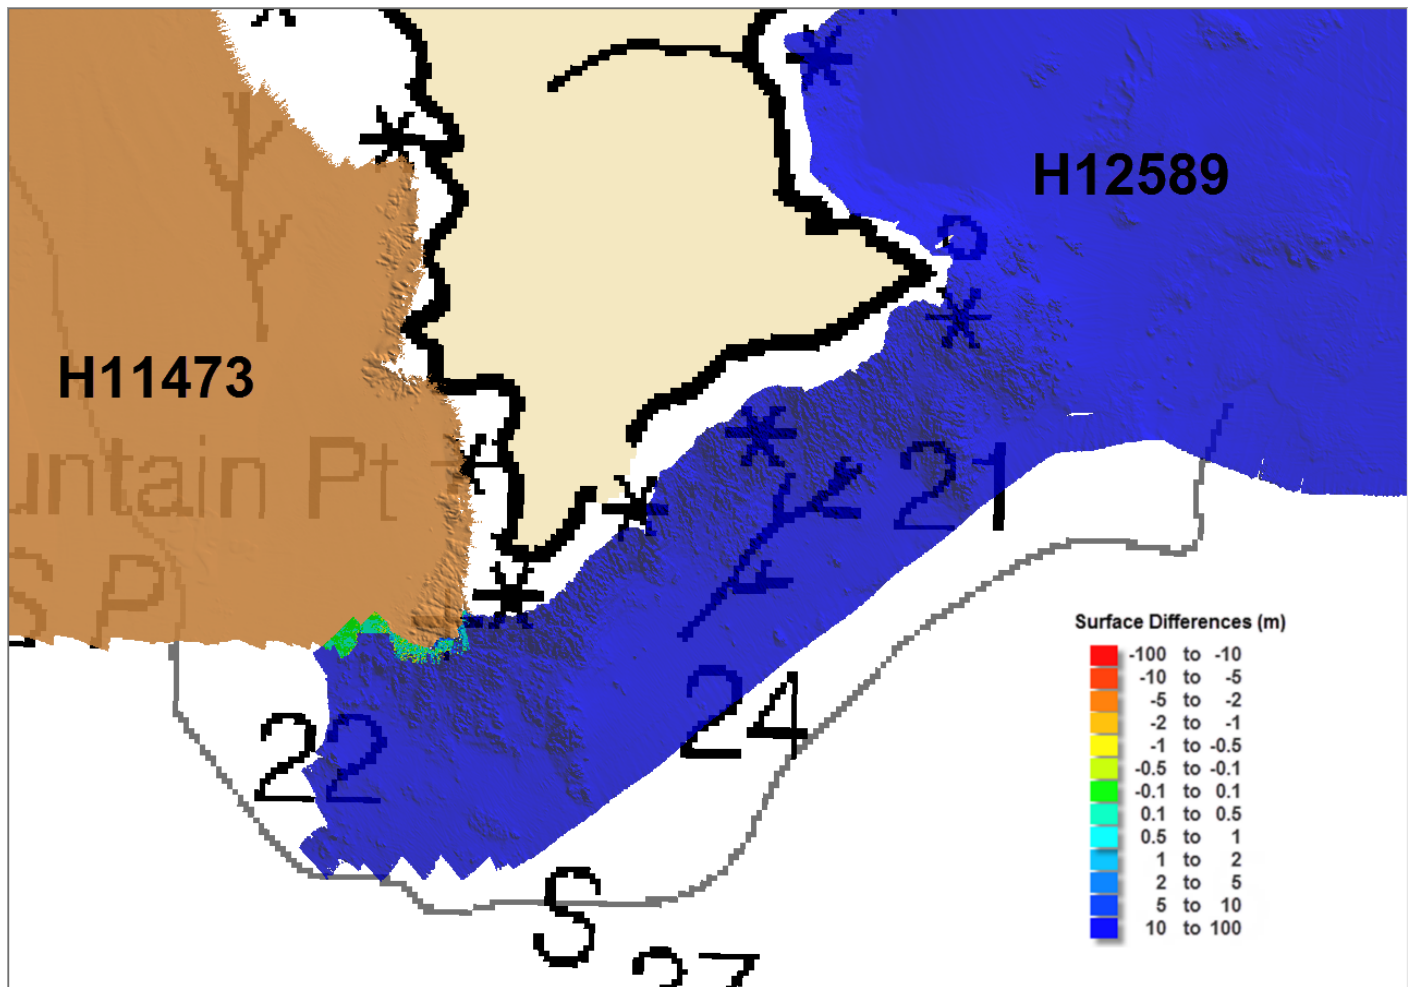 H12589
H11473
untain Pt
S P
21
24
22
S
27
Surface Differences (m)
-100 to -10
-10 to -5
-5 to -2
-2 to -1
-1 to -0.5
-0.5 to -0.1
-0.1 to 0.1
0.1 to 0.5
0.5 to 1
1 to 2
2 to 5
5 to 10
10 to 100